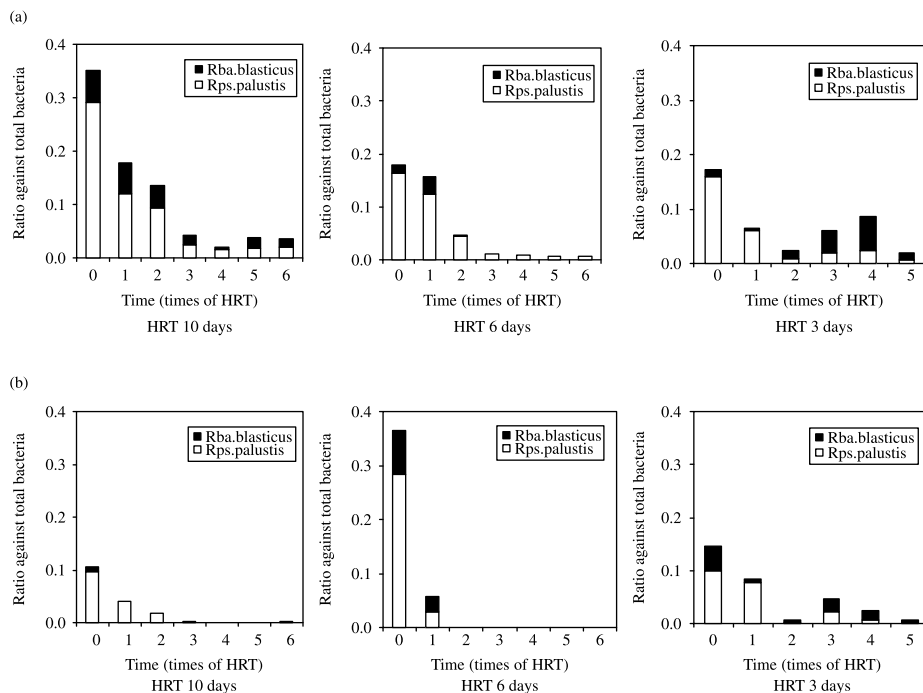 (a)
Ratio against total bacteria
0.4
0.3
0.2
0.1
0.0
Rba.blasticus
Rps.palustis
0 1 2 3 4 5 6
Time (times of HRT)
HRT 10 days
Ratio against total bacteria
0.4
0.3
0.2
0.1
0.0
Rba.blasticus
Rps.palustis
0 1 2 3 4 5 6
Time (times of HRT)
HRT 6 days
Ratio against total bacteria
0.4
0.3
0.2
0.1
0.0
Rba.blasticus
Rps.palustis
0 1 2 3 4 5
Time (times of HRT)
HRT 3 days
(b)
Ratio against total bacteria
0.4
0.3
0.2
0.1
0.0
Rba.blasticus
Rps.palustis
0 1 2 3 4 5 6
Time (times of HRT)
HRT 10 days
Ratio against total bacteria
0.4
0.3
0.2
0.1
0.0
Rba.blasticus
Rps.palustis
0 1 2 3 4 5 6
Time (times of HRT)
HRT 6 days
Ratio against total bacteria
0.4
0.3
0.2
0.1
0.0
Rba.blasticus
Rps.palustis
0 1 2 3 4 5
Time (times of HRT)
HRT 3 days